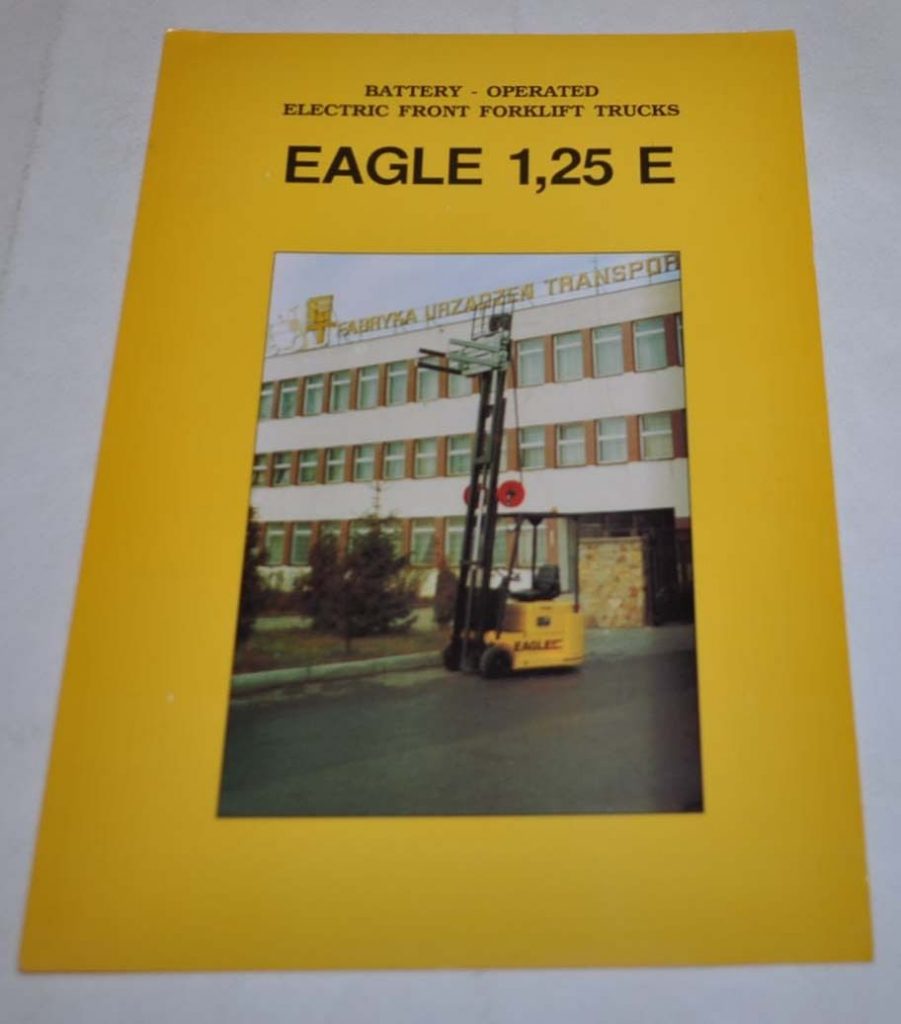 BATTERY - OPERATED
ELECTRIC FRONT FORKLIFT TRUCKS
EAGLE 1,25 E
FABRYKA URZĄDZEŃ TRANSPOR
EAGLE